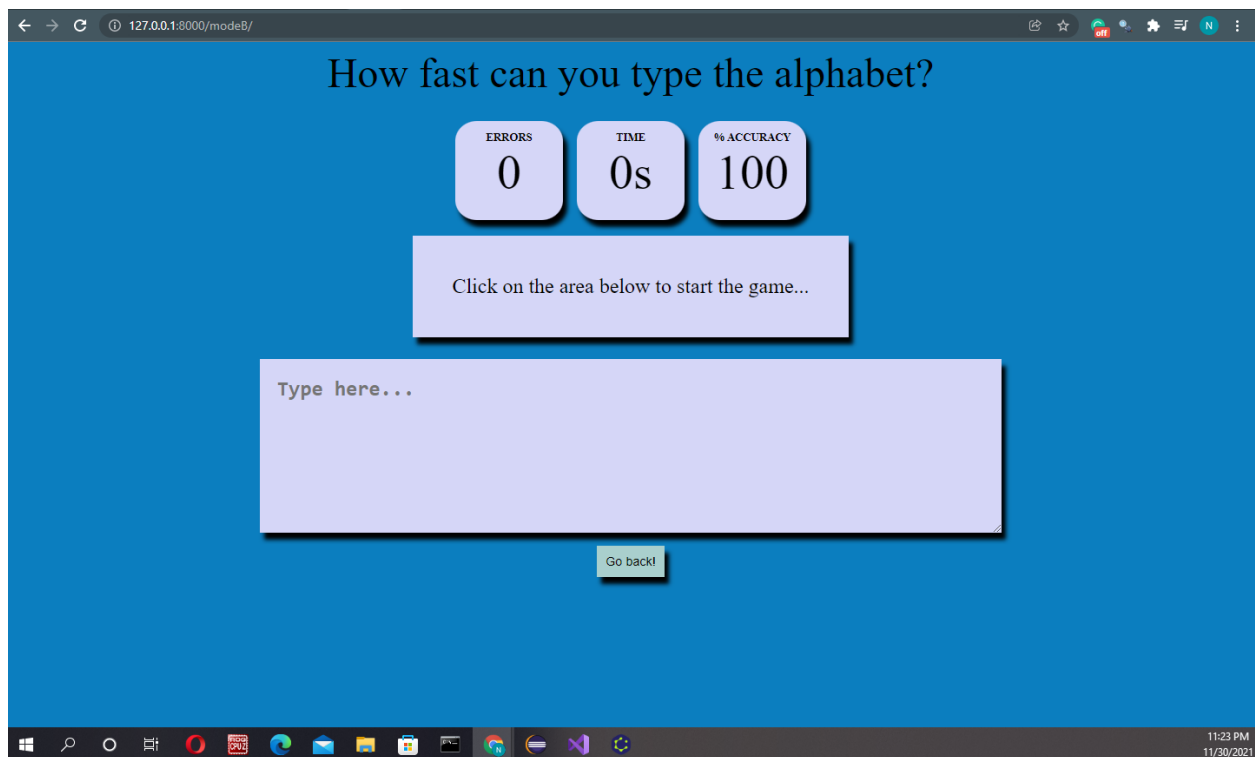 127.0.0.1:8000/modeB/
off
N
How fast can you type the alphabet?
ERRORS TIME % ACCURACY
0 0s 100
Click on the area below to start the game...
Type here...
Go back!
CPUZ
N
11:23 PM
11/30/2021